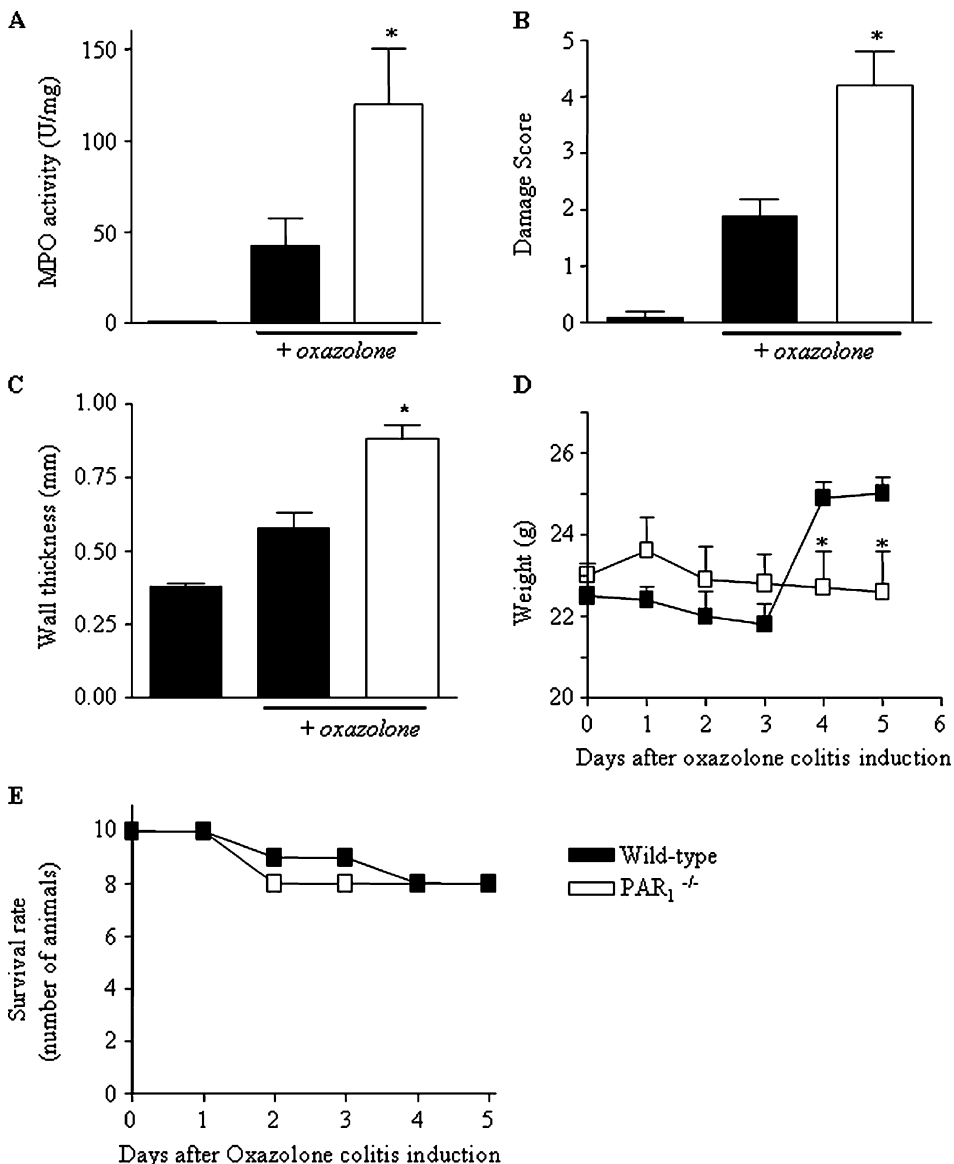 A
MPO activity (U/mg)
150
100
50
0
*
+ oxazolone
B
Damage Score
5
4
3
2
1
0
*
+ oxazolone
C
Wall thickness (mm)
1.00
0.75
0.50
0.25
0.00
*
+ oxazolone
D
Weight (g)
26
24
22
20
* *
0 1 2 3 4 5 6
Days after oxazolone colitis induction
E
Survival rate
(number of animals)
10
8
6
4
2
0
0 1 2 3 4 5
Days after Oxazolone colitis induction
Wild-type
PAR1 -/-